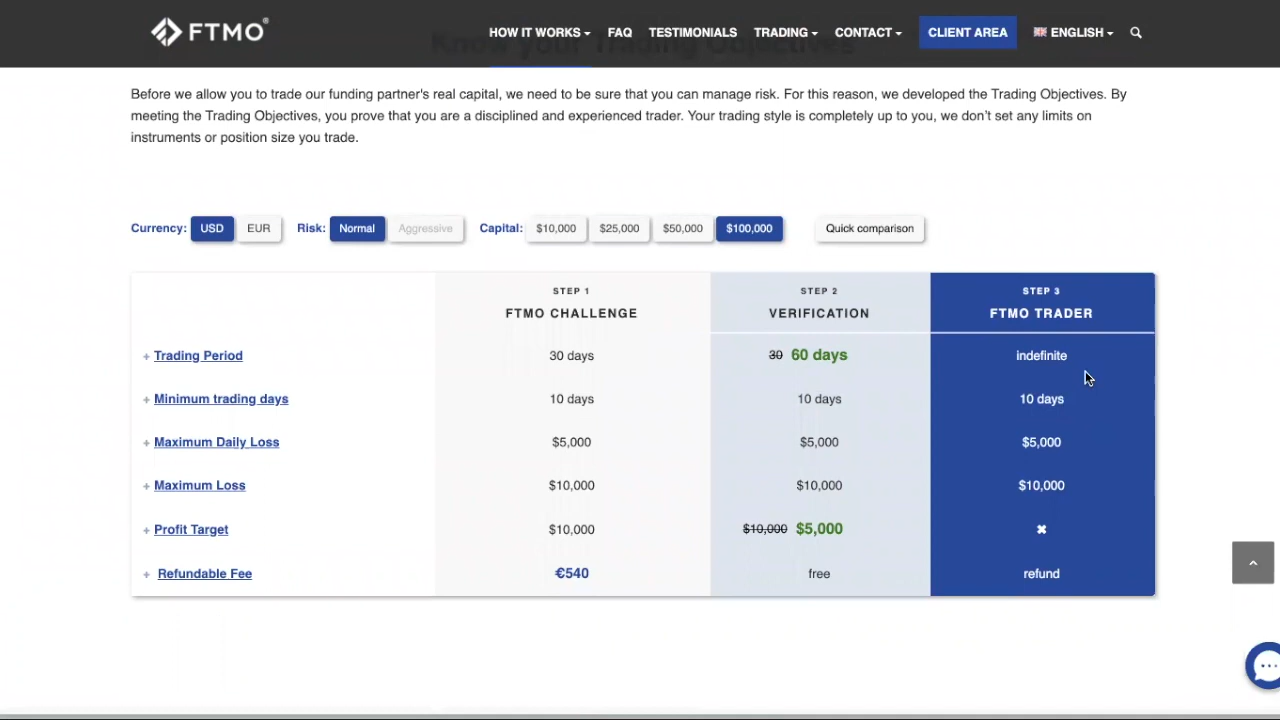 FTMO®
HOW IT WORKS FAQ TESTIMONIALS TRADING CONTACT CLIENT AREA ENGLISH
Know your Trading Objectives
Before we allow you to trade our funding partner's real capital, we need to be sure that you can manage risk. For this reason, we developed the Trading Objectives. By
meeting the Trading Objectives, you prove that you are a disciplined and experienced trader. Your trading style is completely up to you, we don't set any limits on
instruments or position size you trade.
Currency: USD EUR Risk: Normal Aggressive Capital: $10,000 $25,000 $50,000 $100,000 Quick comparison
STEP 1 STEP 2 STEP 3
FTMO CHALLENGE VERIFICATION FTMO TRADER
+ Trading Period 30 days 30 60 days indefinite
+ Minimum trading days 10 days 10 days 10 days
+ Maximum Daily Loss $5,000 $5,000 $5,000
+ Maximum Loss $10,000 $10,000 $10,000
+ Profit Target $10,000 $10,000 $5,000 ✖
+ Refundable Fee €540 free refund